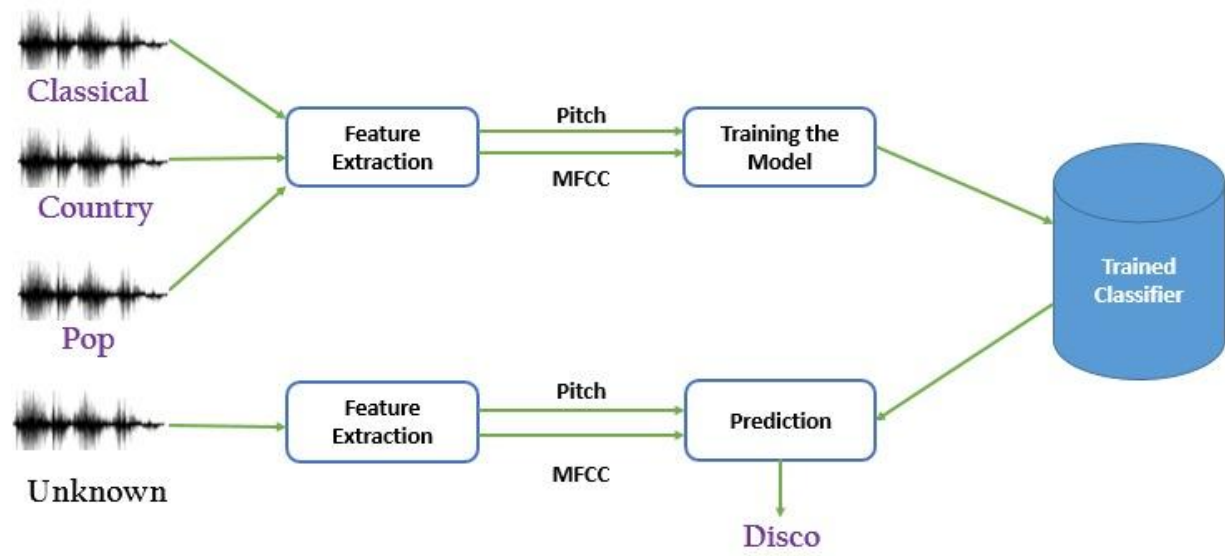 Classical
Country
Pop
Feature
Extraction
Pitch
MFCC
Training the
Model
Trained
Classifier
Unknown
Feature
Extraction
Pitch
MFCC
Prediction
Disco